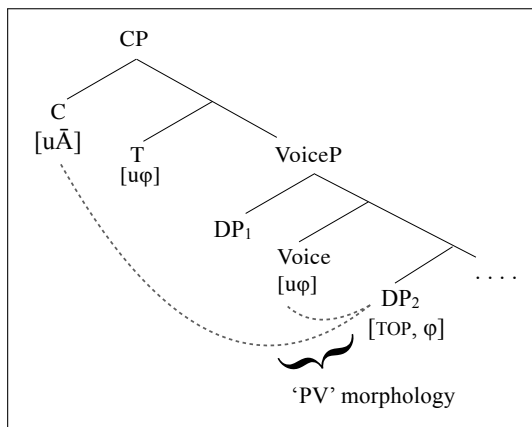 CP
C
[uĀ]
T
[uφ]
VoiceP
DP₁
Voice
[uφ]
. . . .
DP₂
[TOP, φ]
‘PV’ morphology